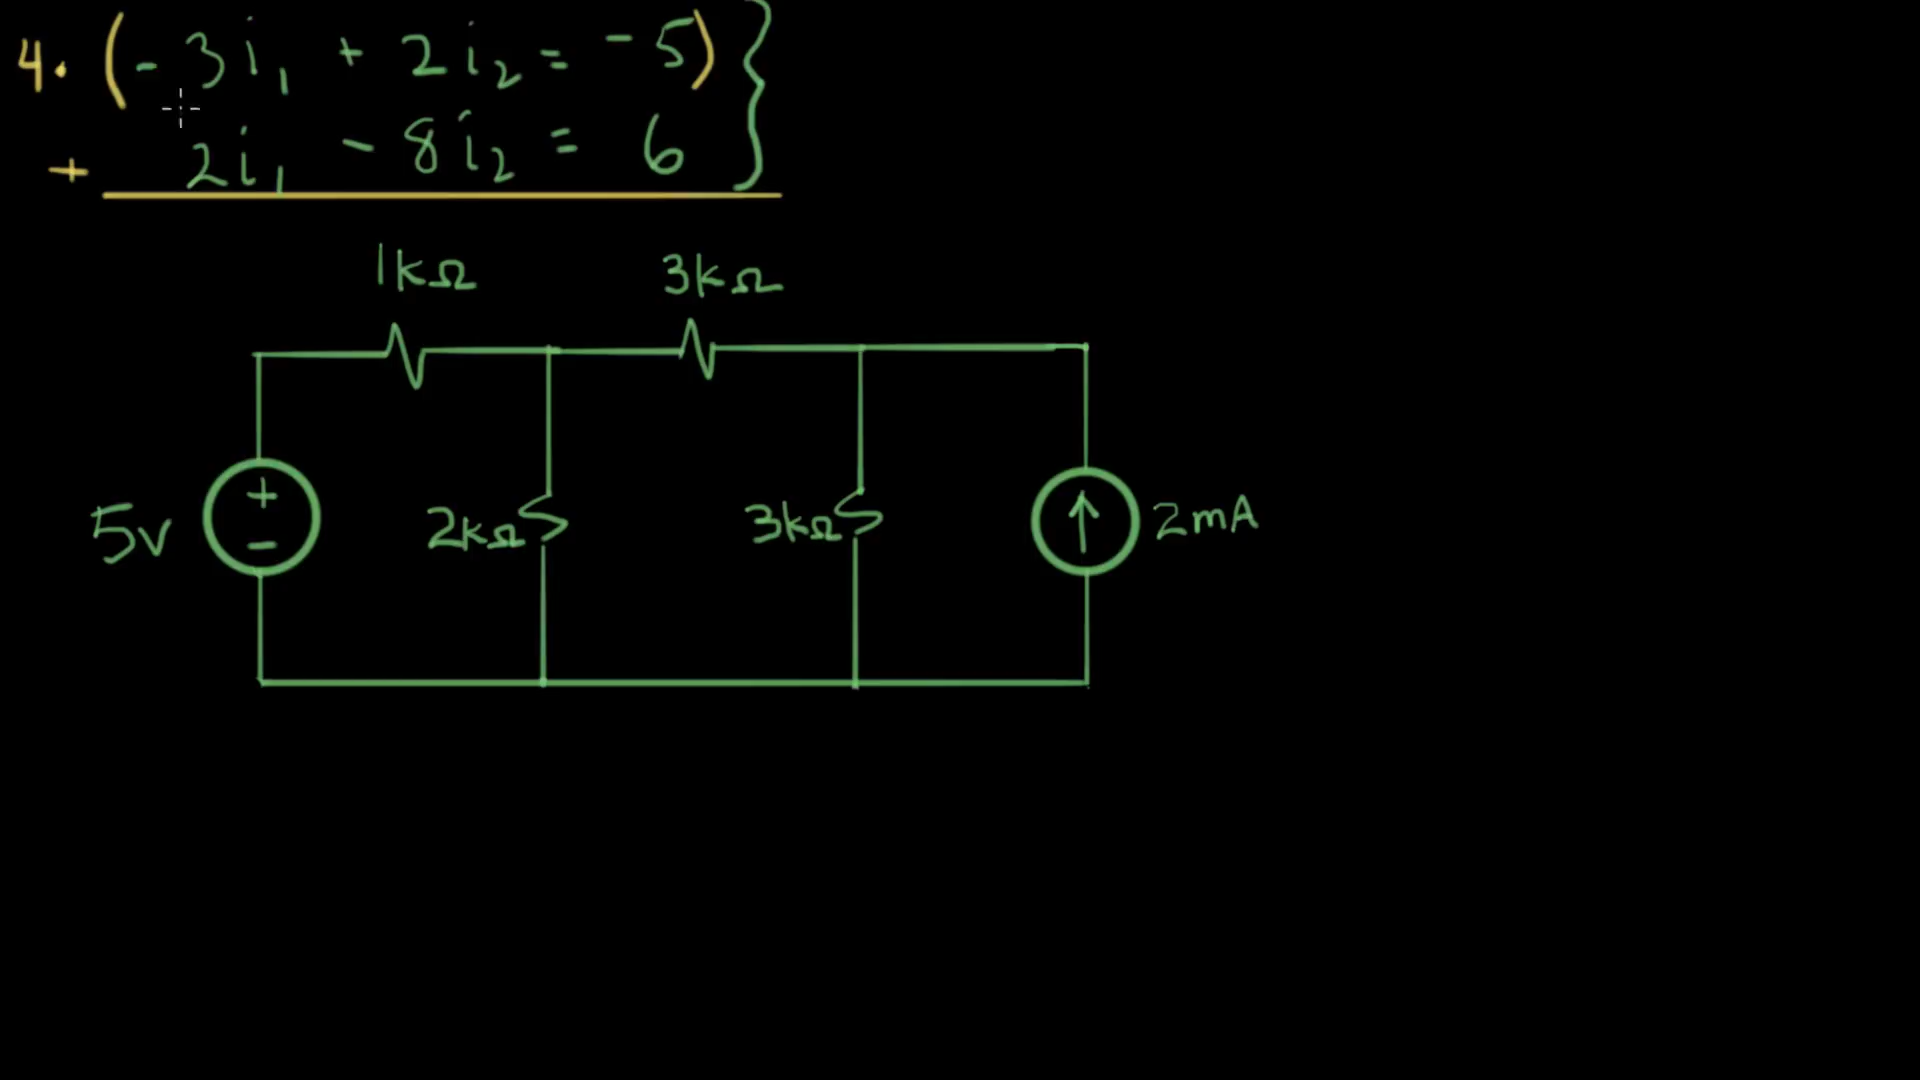 4. (-3i₁ + 2i₂ = -5)
+ 2i₁ - 8i₂ = 6
1kΩ 3kΩ
5v + - 2kΩ 3kΩ 2mA